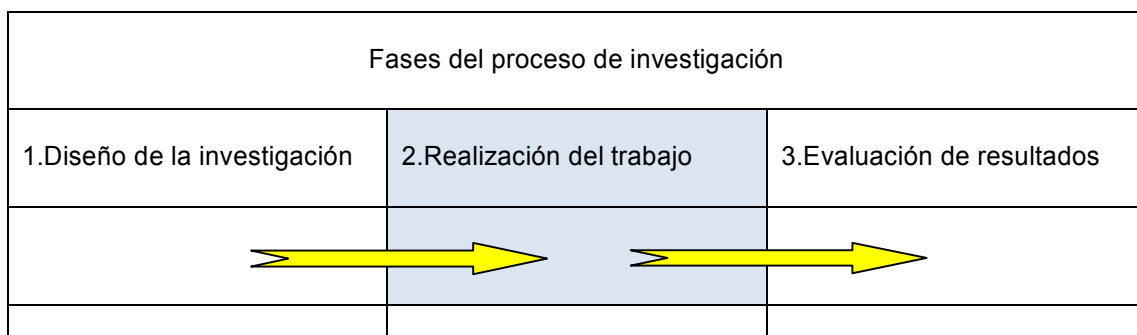 Fases del proceso de investigación
1.Diseño de la investigación
2.Realización del trabajo
3.Evaluación de resultados